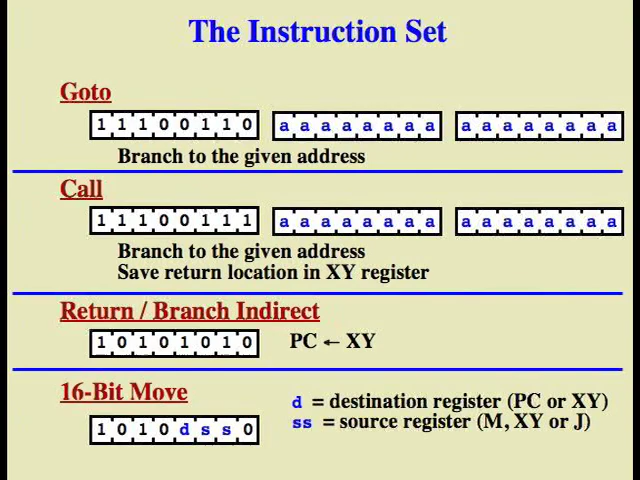 The Instruction Set
Goto
1 1 1 0 0 1 1 0 a a a a a a a a a a a a a a a a
Branch to the given address
Call
1 1 1 0 0 1 1 1 a a a a a a a a a a a a a a a a
Branch to the given address
Save return location in XY register
Return / Branch Indirect
1 0 1 0 1 0 1 0 PC ← XY
16-Bit Move
d = destination register (PC or XY)
ss = source register (M, XY or J)
1 0 1 0 d s s 0